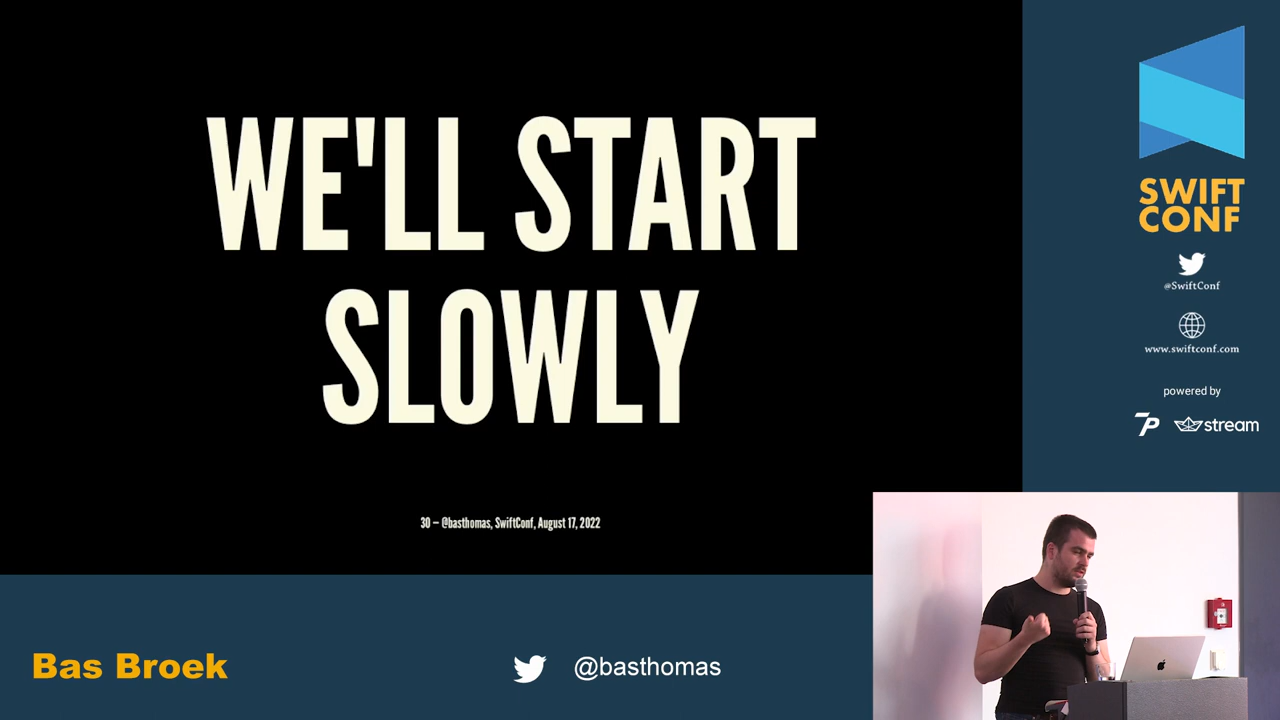 WE'LL START
SLOWLY
30 – @basthomas, SwiftConf, August 17, 2022
SWIFT
CONF
@SwiftConf
www.swiftconf.com
powered by
7P stream
Bas Broek
@basthomas